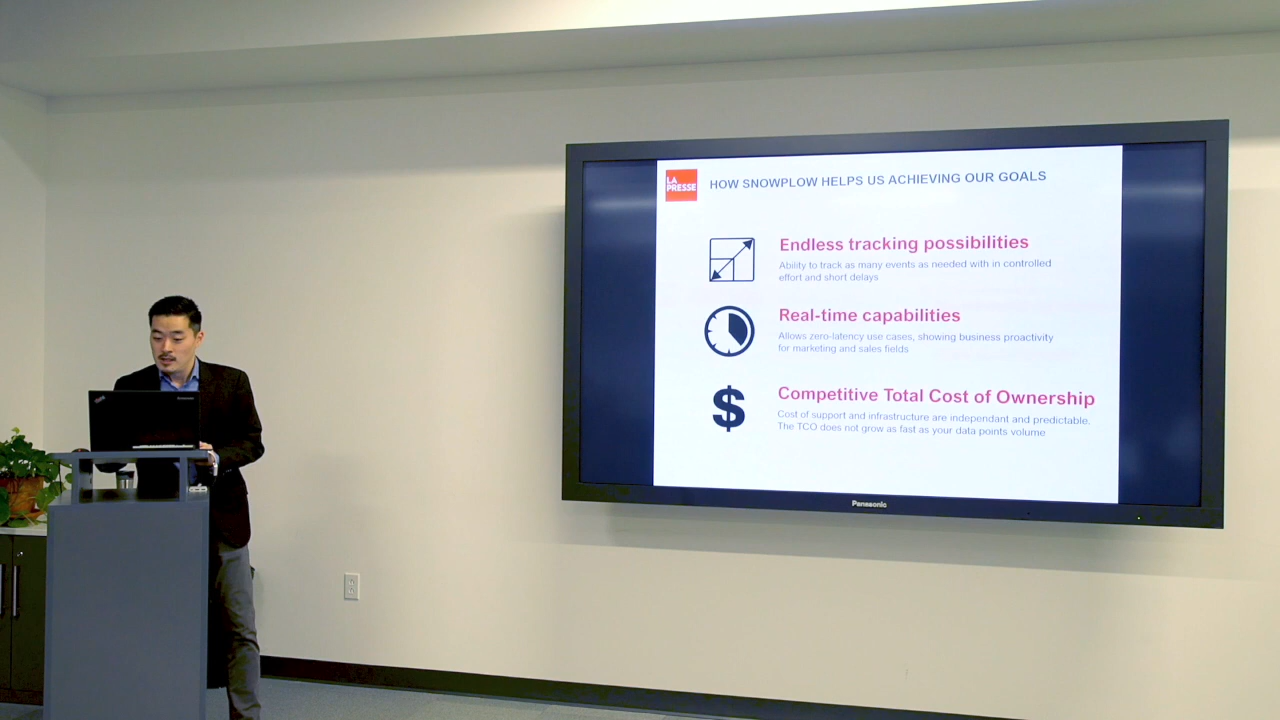 LA
PRESSE
HOW SNOWPLOW HELPS US ACHIEVING OUR GOALS
Endless tracking possibilities
Ability to track as many events as needed with in controlled
effort and short delays
Real-time capabilities
Allows zero-latency use cases, showing business proactivity
for marketing and sales fields
$
Competitive Total Cost of Ownership
Cost of support and infrastructure are independant and predictable.
The TCO does not grow as fast as your data points volume
Panasonic